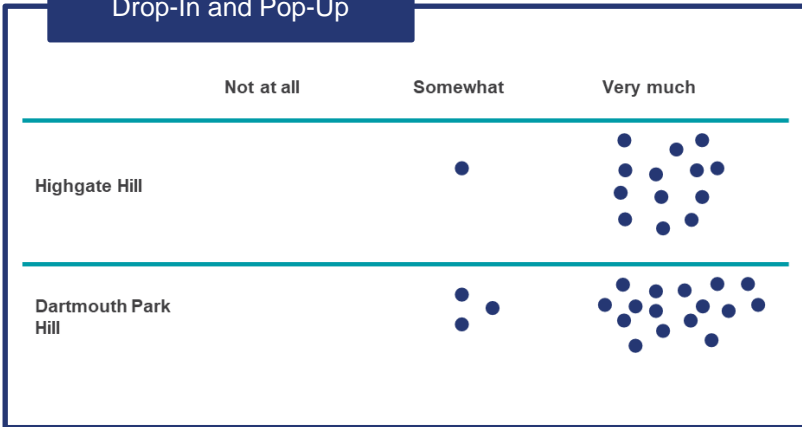 Drop-In and Pop-Up
Not at all Somewhat Very much
Highgate Hill
Dartmouth Park
Hill